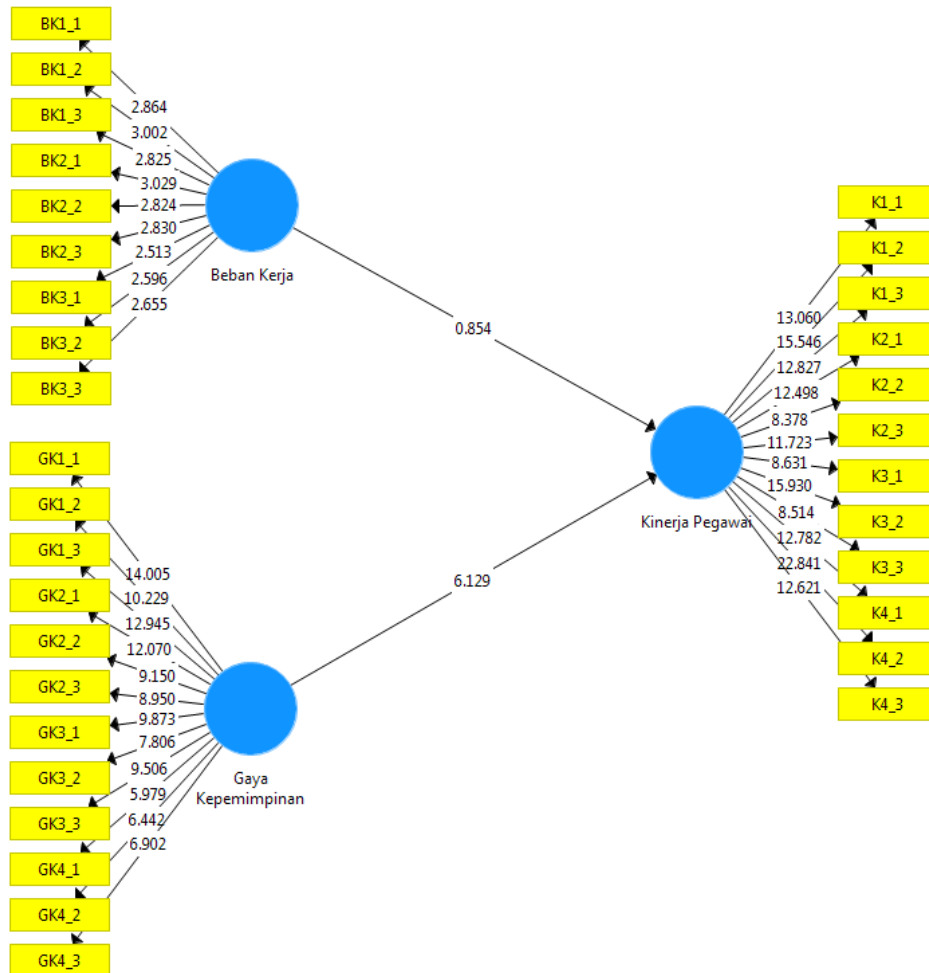 BK1_1
BK1_2
BK1_3
BK2_1
BK2_2
BK2_3
BK3_1
BK3_2
BK3_3
2.864
3.002
2.825
3.029
2.824
2.830
2.513
2.596
2.655
Beban Kerja
0.854
GK1_1
GK1_2
GK1_3
GK2_1
GK2_2
GK2_3
GK3_1
GK3_2
GK3_3
GK4_1
GK4_2
GK4_3
14.005
10.229
12.945
12.070
9.150
8.950
9.873
7.806
9.506
5.979
6.442
6.902
Gaya
Kepemimpinan
6.129
Kinerja Pegawai
13.060
15.546
12.827
12.498
8.378
11.723
8.631
15.930
8.514
12.782
22.841
12.621
K1_1
K1_2
K1_3
K2_1
K2_2
K2_3
K3_1
K3_2
K3_3
K4_1
K4_2
K4_3